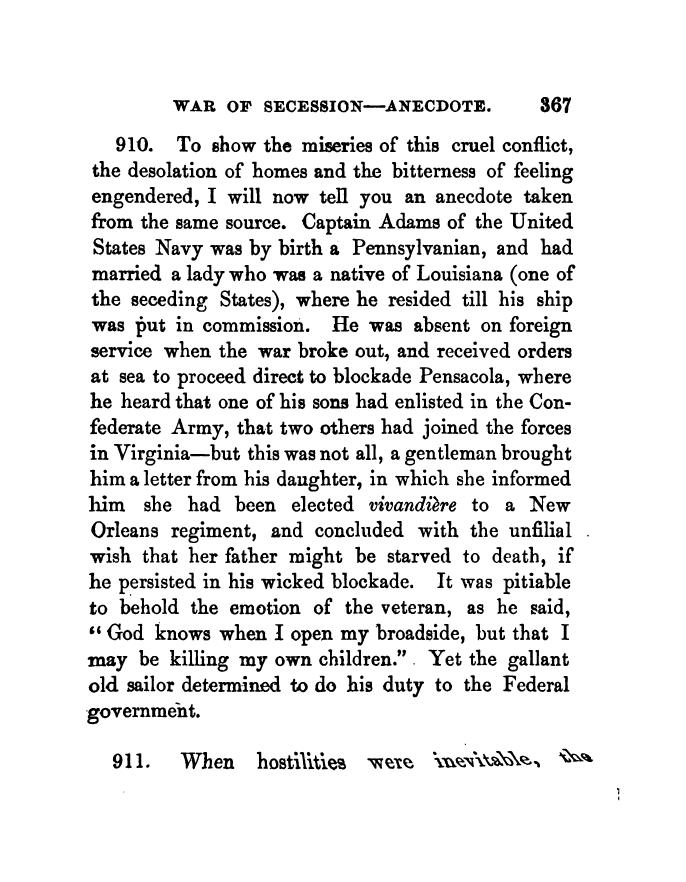 WAR OF SECESSION—ANECDOTE. 367
910. To show the miseries of this cruel conflict,
the desolation of homes and the bitterness of feeling
engendered, I will now tell you an anecdote taken
from the same source. Captain Adams of the United
States Navy was by birth a Pennsylvanian, and had
married a lady who was a native of Louisiana (one of
the seceding States), where he resided till his ship
was put in commission. He was absent on foreign
service when the war broke out, and received orders
at sea to proceed direct to blockade Pensacola, where
he heard that one of his sons had enlisted in the Con-
federate Army, that two others had joined the forces
in Virginia—but this was not all, a gentleman brought
him a letter from his daughter, in which she informed
him she had been elected vivandière to a New
Orleans regiment, and concluded with the unfilial
wish that her father might be starved to death, if
he persisted in his wicked blockade. It was pitiable
to behold the emotion of the veteran, as he said,
“God knows when I open my broadside, but that I
may be killing my own children.” Yet the gallant
old sailor determined to do his duty to the Federal
government.
911. When hostilities were inevitable, the